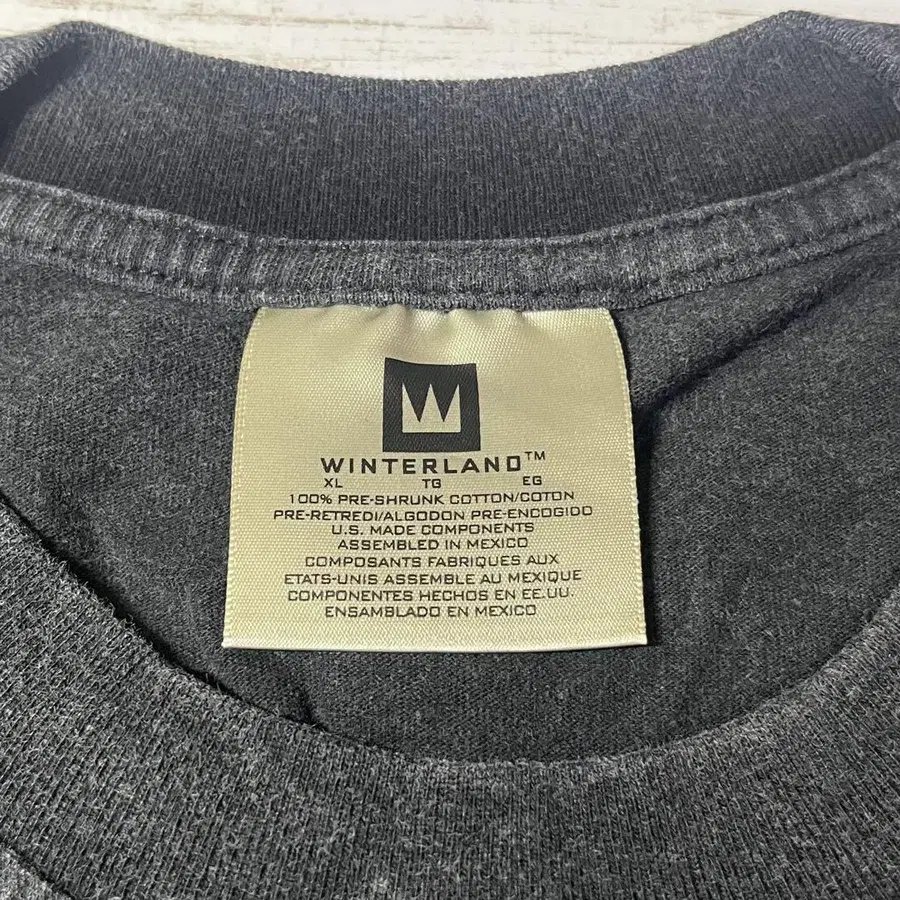 W
WINTERLAND™
XL TG EG
100% PRE-SHRUNK COTTON/COTON
PRE-RETREDI/ALGODON PRE-ENCOGIDO
U.S. MADE COMPONENTS
ASSEMBLED IN MEXICO
COMPOSANTS FABRIQUES AUX
ETATS-UNIS ASSEMBLE AU MEXIQUE
COMPONENTES HECHOS EN EE.UU.
ENSAMBLADO EN MEXICO